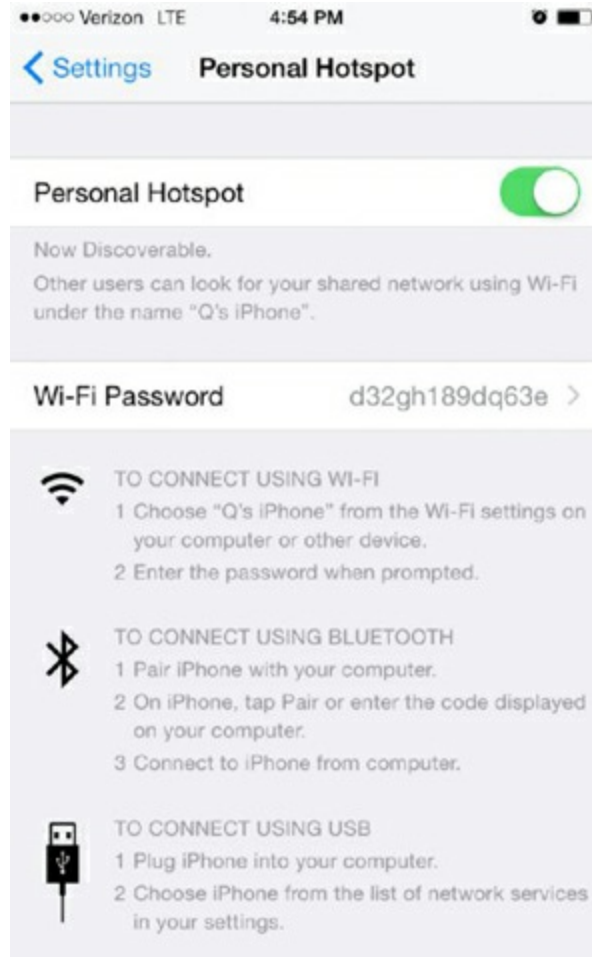 Verizon LTE 4:54 PM
Settings Personal Hotspot
Personal Hotspot
Now Discoverable.
Other users can look for your shared network using Wi-Fi
under the name “Q's iPhone”.
Wi-Fi Password d32gh189dq63e
TO CONNECT USING WI-FI
1 Choose “Q's iPhone” from the Wi-Fi settings on
your computer or other device.
2 Enter the password when prompted.
TO CONNECT USING BLUETOOTH
1 Pair iPhone with your computer.
2 On iPhone, tap Pair or enter the code displayed
on your computer.
3 Connect to iPhone from computer.
TO CONNECT USING USB
1 Plug iPhone into your computer.
2 Choose iPhone from the list of network services
in your settings.